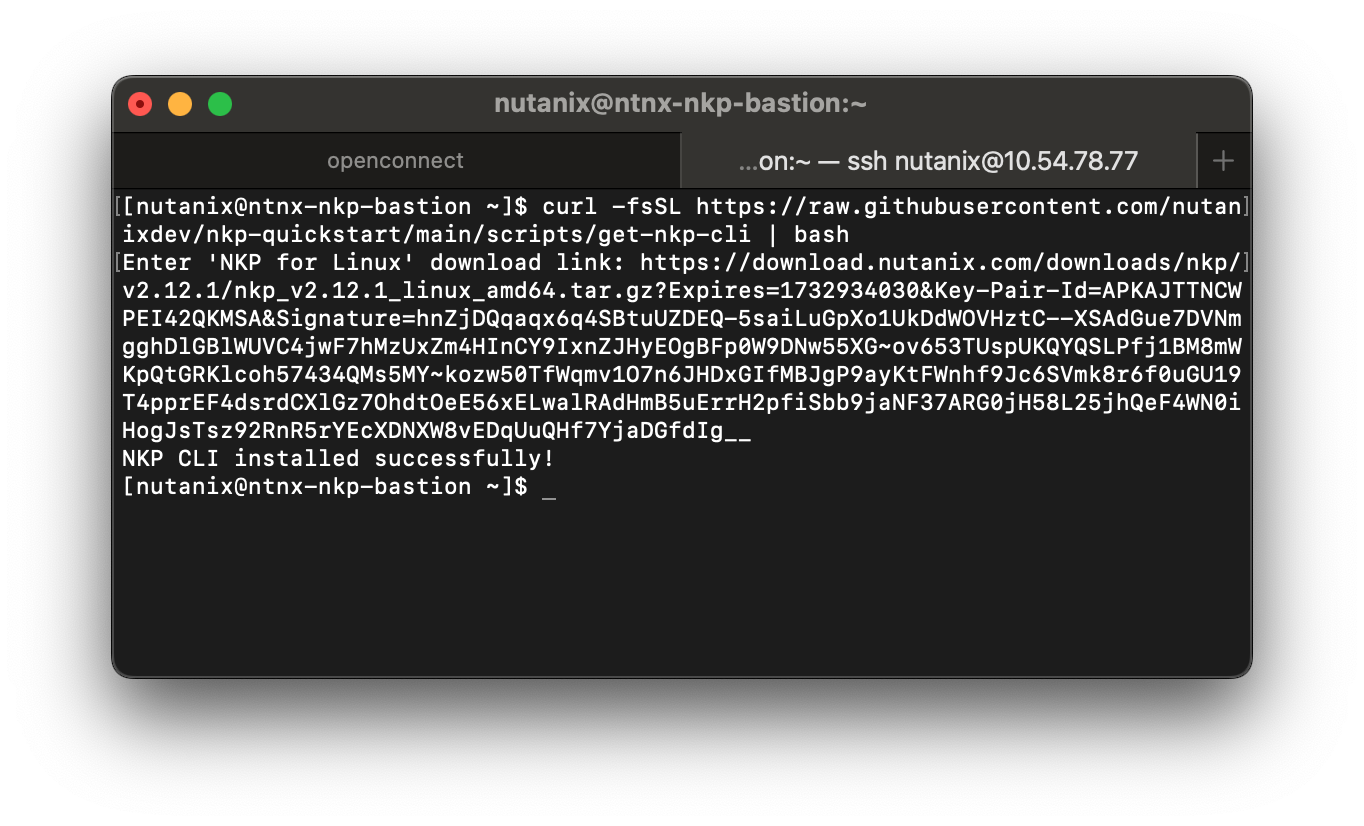 nutanix@ntnx-nkp-bastion:~
openconnect
...on:~ — ssh nutanix@10.54.78.77
[[nutanix@ntnx-nkp-bastion ~]$ curl -fsSL https://raw.githubusercontent.com/nutan]
ixdev/nkp-quickstart/main/scripts/get-nkp-cli | bash
[Enter 'NKP for Linux' download link: https://download.nutanix.com/downloads/nkp/]
v2.12.1/nkp_v2.12.1_linux_amd64.tar.gz?Expires=1732934030&Key-Pair-Id=APKAJTTNCW
PEI42QKMSA&Signature=hnZjDQqaqx6q4SBtuUZDEQ-5saiLuGpXo1UkDdWOVHztC--XSAdGue7DVNm
gghDlGBlWUVC4jwF7hMzUxZm4HInCY9IxnZJHyEOgBFp0W9DNw55XG~ov653TUspUKQYQSLPfj1BM8mW
KpQtGRKlcoh57434QMs5MY~kozw50TfWqmv1O7n6JHDxGIfMBJgP9ayKtFWnhf9Jc6SVmk8r6f0uGU19
T4pprEF4dsrdCXlGz7OhdtOeE56xELwalRAdHmB5uErrH2pfiSbb9jaNF37ARG0jH58L25jhQeF4WN0i
HogJsTsz92RnR5rYEcXDNXW8vEDqUuQHf7YjaDGfdIg__
NKP CLI installed successfully!
[nutanix@ntnx-nkp-bastion ~]$ _